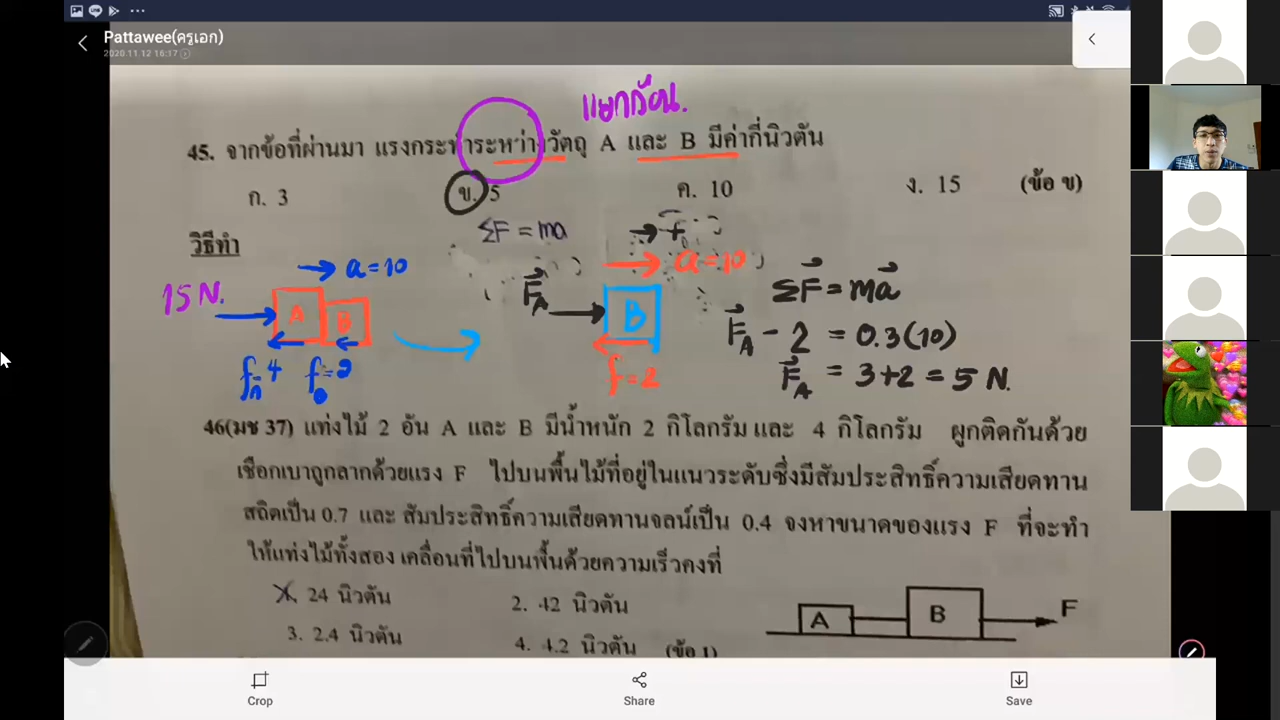 Pattawee(ครูเอก)
2020.11.12 16:37
แยกก้อน.
45. จากข้อที่ผ่านมา แรงกระทำระหว่างวัตถุ A และ B มีค่ากี่นิวตัน
ก. 3 ข. 5 ค. 10 ง. 15 (ข้อ ข)
วิธีทำ
ΣF = ma
a = 10
15 N.
A B
f = 4 f = 2
a = 10
F⃗A B
f = 2
ΣF⃗ = ma⃗
F⃗A - 2 = 0.3(10)
F⃗A = 3+2 = 5 N.
46(มช 37) แท่งไม้ 2 อัน A และ B มีน้ำหนัก 2 กิโลกรัมและ 4 กิโลกรัม ผูกติดกันด้วย
เชือกเบาถูกลากด้วยแรง F ไปบนพื้นไม้ที่อยู่ในแนวระดับซึ่งมีสัมประสิทธิ์ความเสียดทาน
สถิตเป็น 0.7 และ สัมประสิทธิ์ความเสียดทานจลน์เป็น 0.4 จงหาขนาดของแรง F ที่จะทำ
ให้แท่งไม้ทั้งสอง เคลื่อนที่ไปบนพื้นด้วยความเร็วคงที่
24 นิวตัน 2. 42 นิวตัน
3. 2.4 นิวตัน 4. 4.2 นิวตัน (ข้อ 1)
A B F
Crop Share Save